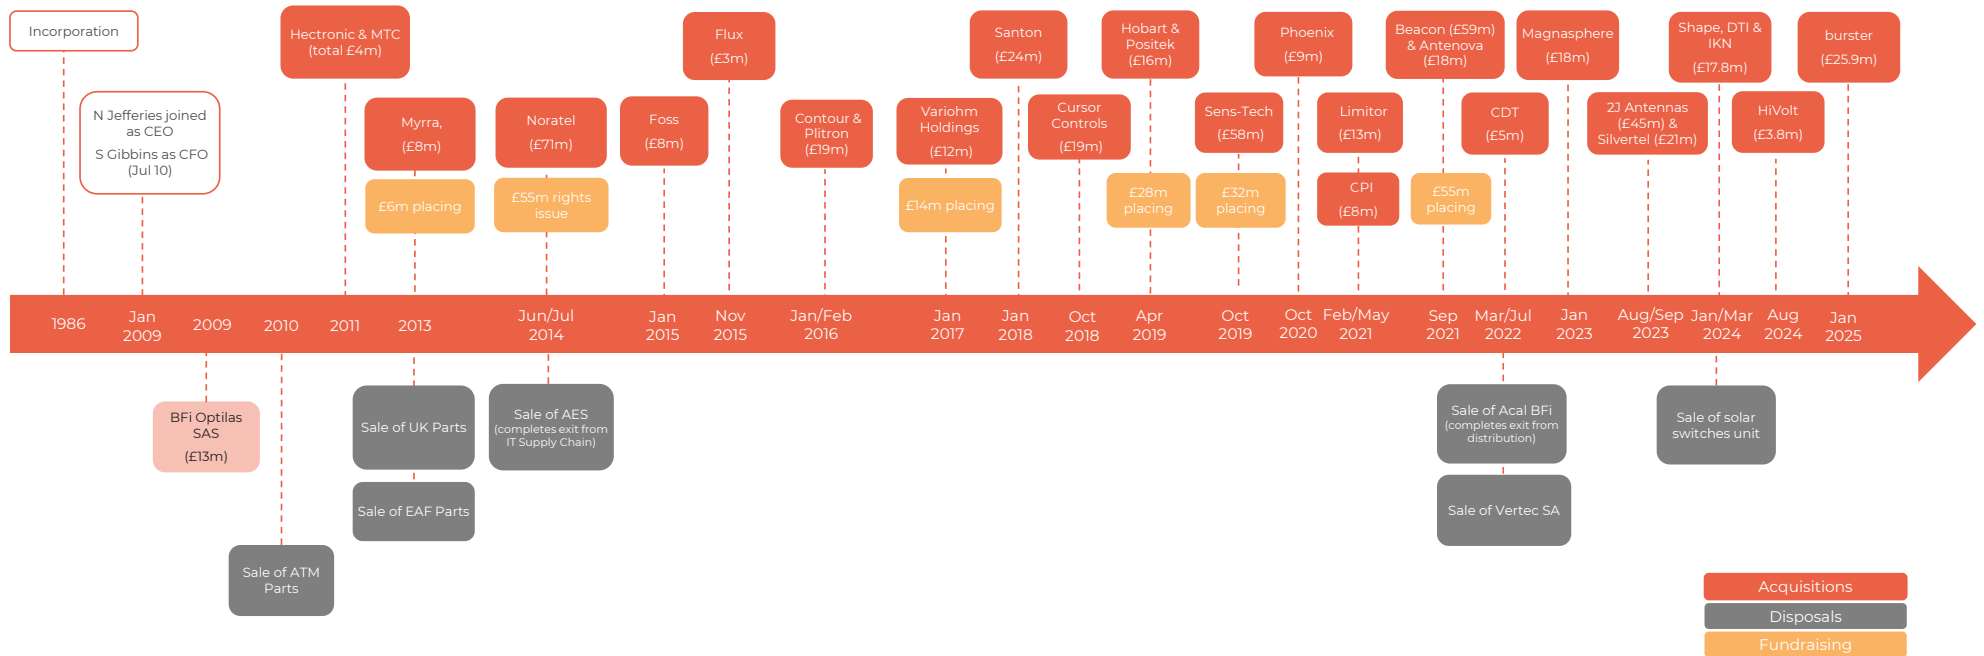 Incorporation
N Jefferies joined
as CEO
S Gibbins as CFO
(Jul 10)
Hectronic & MTC
(total £4m)
Myrra,
(£8m)
£6m placing
Noratel
(£71m)
£55m rights
issue
Foss
(£8m)
Flux
(£3m)
Contour &
Plitron
(£19m)
Variohm
Holdings
(£12m)
£14m placing
Santon
(£24m)
Cursor
Controls
(£19m)
Hobart &
Positek
(£16m)
£28m
placing
Sens-Tech
(£58m)
£32m
placing
Phoenix
(£9m)
Limitor
(£13m)
CPI
(£8m)
Beacon (£59m)
& Antenova
(£18m)
£55m
placing
CDT
(£5m)
Magnasphere
(£18m)
2J Antennas
(£45m) &
Silvertel (£21m)
Shape, DTI &
IKN
(£17.8m)
HiVolt
(£3.8m)
burster
(£25.9m)
1986
Jan
2009
2009
2010
2011
2013
Jun/Jul
2014
Jan
2015
Nov
2015
Jan/Feb
2016
Jan
2017
Jan
2018
Oct
2018
Apr
2019
Oct
2019
Oct
2020
Feb/May
2021
Sep
2021
Mar/Jul
2022
Jan
2023
Aug/Sep
2023
Jan/Mar
2024
Aug
2024
Jan
2025
BFi Optilas
SAS
(£13m)
Sale of ATM
Parts
Sale of UK Parts
Sale of EAF Parts
Sale of AES
(completes exit from
IT Supply Chain)
Sale of Acal BFi
(completes exit from
distribution)
Sale of Vertec SA
Sale of solar
switches unit
Acquisitions
Disposals
Fundraising